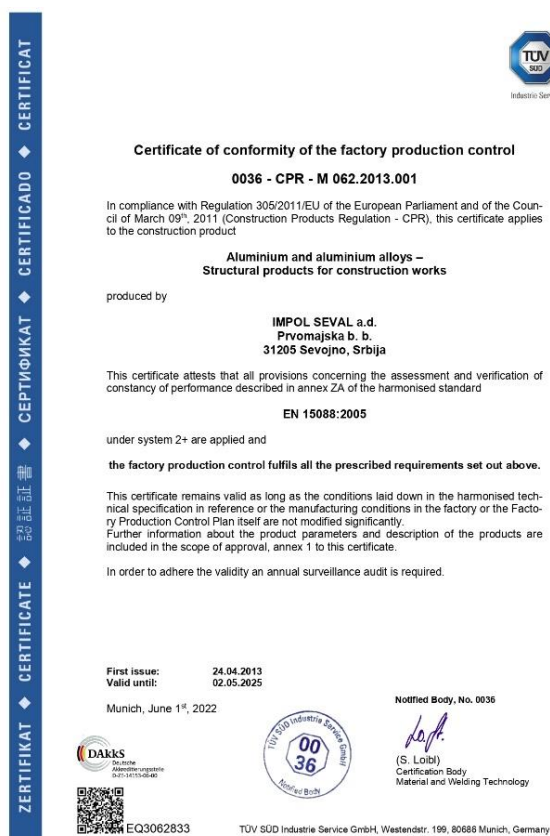 ZERTIFIKAT ◆ CERTIFICATE ◆ 認証証書 ◆ СЕРТИФИКАТ ◆ CERTIFICADO ◆ CERTIFICAT
TÜV
SÜD
Certificate of conformity of the factory production control
0036 - CPR - M 062.2013.001
In compliance with Regulation 305/2011/EU of the European Parliament and of the Coun-
cil of March 09th, 2011 (Construction Products Regulation - CPR), this certificate applies
to the construction product
Aluminium and aluminium alloys –
Structural products for construction works
produced by
IMPOL SEVAL a.d.
Prvomajska b. b.
31205 Sevojno, Srbija
This certificate attests that all provisions concerning the assessment and verification of
constancy of performance described in annex ZA of the harmonised standard
EN 15088:2005
under system 2+ are applied and
the factory production control fulfils all the prescribed requirements set out above.
This certificate remains valid as long as the conditions laid down in the harmonised tech-
nical specification in reference or the manufacturing conditions in the factory or the Facto-
ry Production Control Plan itself are not modified significantly.
Further information about the product parameters and description of the products are
included in the scope of approval, annex 1 to this certificate.
In order to adhere the validity an annual surveillance audit is required.
First issue: 24.04.2013
Valid until: 02.05.2025
Munich, June 1st, 2022
Notified Body, No. 0036
DAkkS
Deutsche
Akkreditierungsstelle
D-ZE-14153-06-00
TÜV SÜD Industrie Service GmbH
00
36
Notified Body
(S. Loibl)
Certification Body
Material and Welding Technology
EQ3062833
TÜV SÜD Industrie Service GmbH, Westendstr. 199, 80686 Munich, Germany